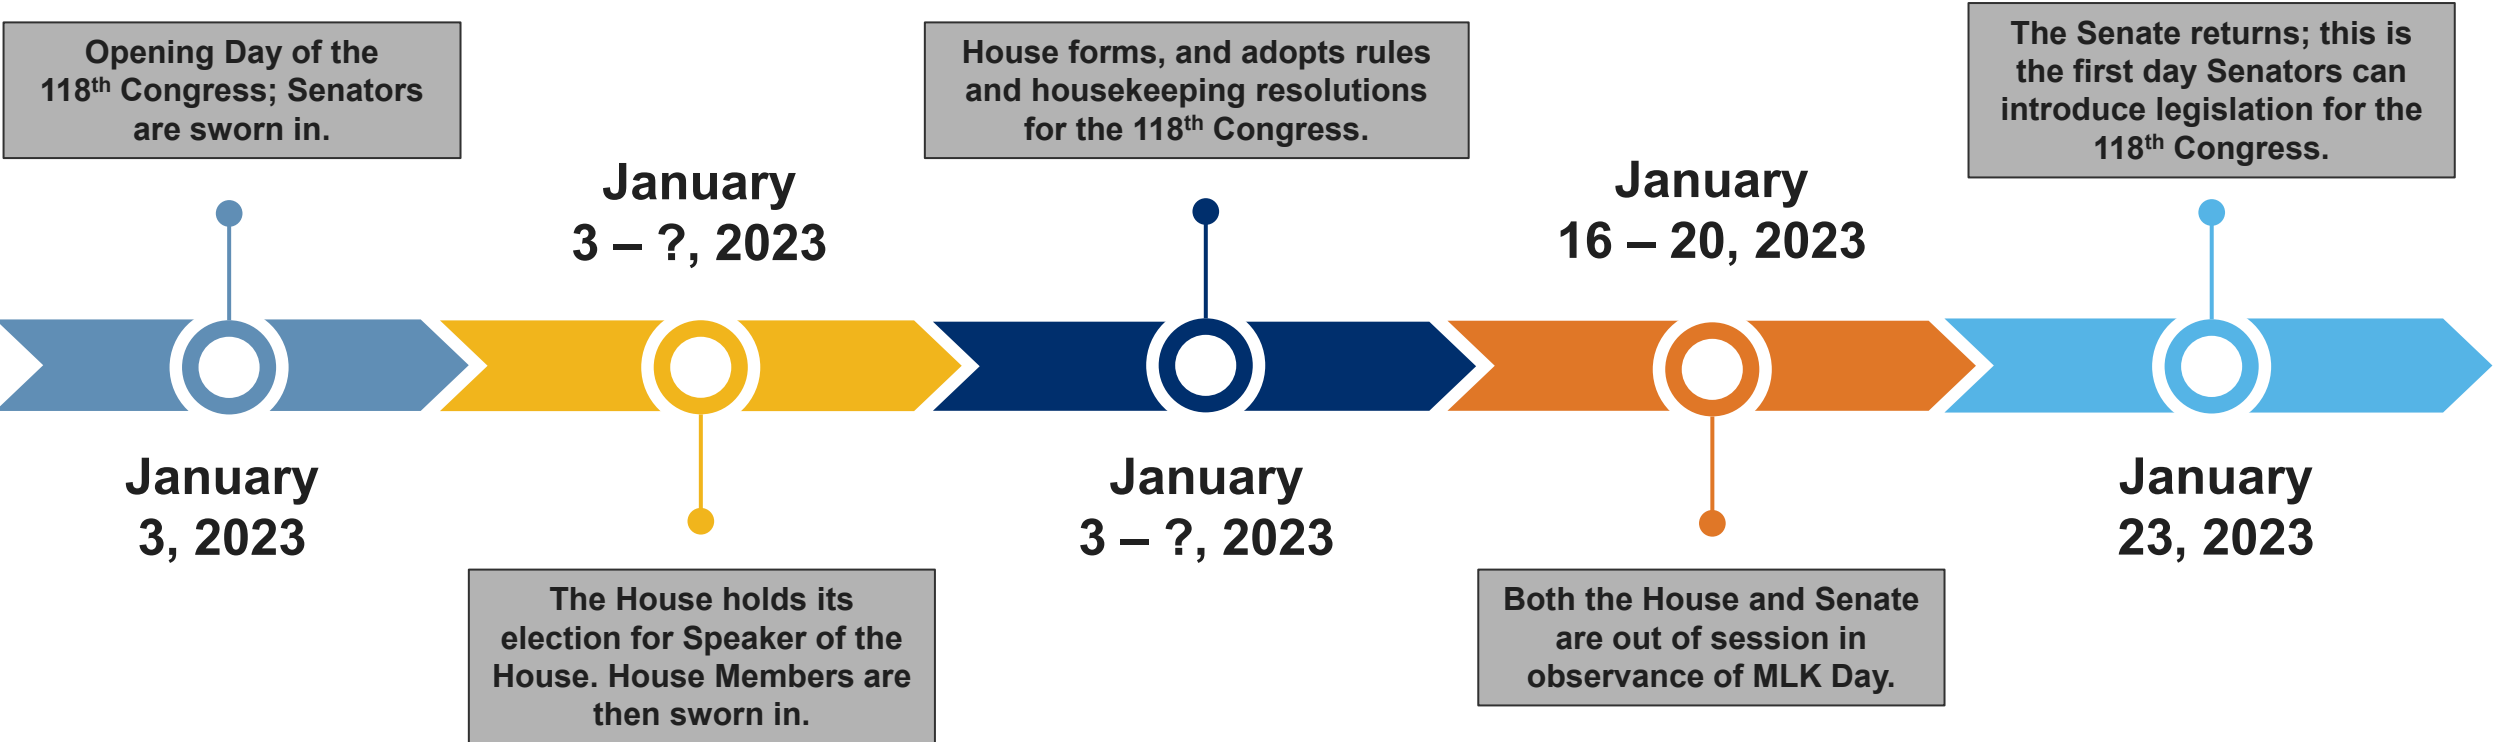 Opening Day of the
118th Congress; Senators
are sworn in.
January
3, 2023
January
3 – ?, 2023
The House holds its
election for Speaker of the
House. House Members are
then sworn in.
House forms, and adopts rules
and housekeeping resolutions
for the 118th Congress.
January
3 – ?, 2023
January
16 – 20, 2023
Both the House and Senate
are out of session in
observance of MLK Day.
The Senate returns; this is
the first day Senators can
introduce legislation for the
118th Congress.
January
23, 2023